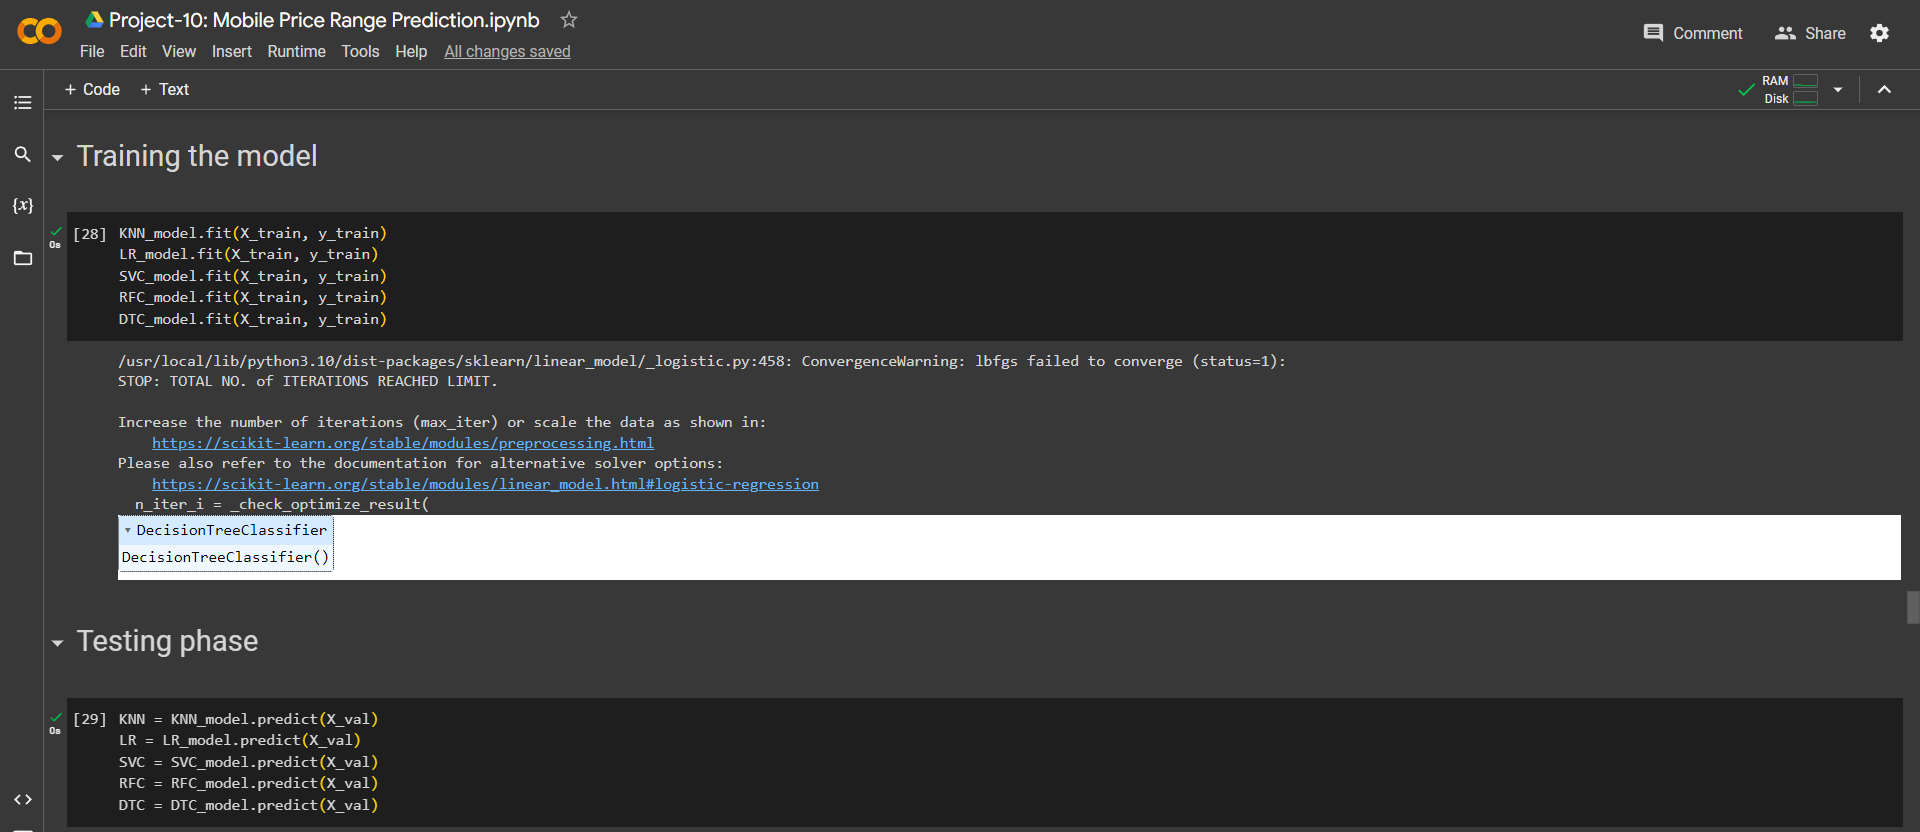 Project-10: Mobile Price Range Prediction.ipynb
File Edit View Insert Runtime Tools Help All changes saved
Comment Share
+ Code + Text
RAM
Disk
Training the model
{x}
0s
[28] KNN_model.fit(X_train, y_train)
LR_model.fit(X_train, y_train)
SVC_model.fit(X_train, y_train)
RFC_model.fit(X_train, y_train)
DTC_model.fit(X_train, y_train)
/usr/local/lib/python3.10/dist-packages/sklearn/linear_model/_logistic.py:458: ConvergenceWarning: lbfgs failed to converge (status=1):
STOP: TOTAL NO. of ITERATIONS REACHED LIMIT.
Increase the number of iterations (max_iter) or scale the data as shown in:
https://scikit-learn.org/stable/modules/preprocessing.html
Please also refer to the documentation for alternative solver options:
https://scikit-learn.org/stable/modules/linear_model.html#logistic-regression
n_iter_i = _check_optimize_result(
DecisionTreeClassifier
DecisionTreeClassifier()
Testing phase
0s
[29] KNN = KNN_model.predict(X_val)
LR = LR_model.predict(X_val)
SVC = SVC_model.predict(X_val)
RFC = RFC_model.predict(X_val)
DTC = DTC_model.predict(X_val)